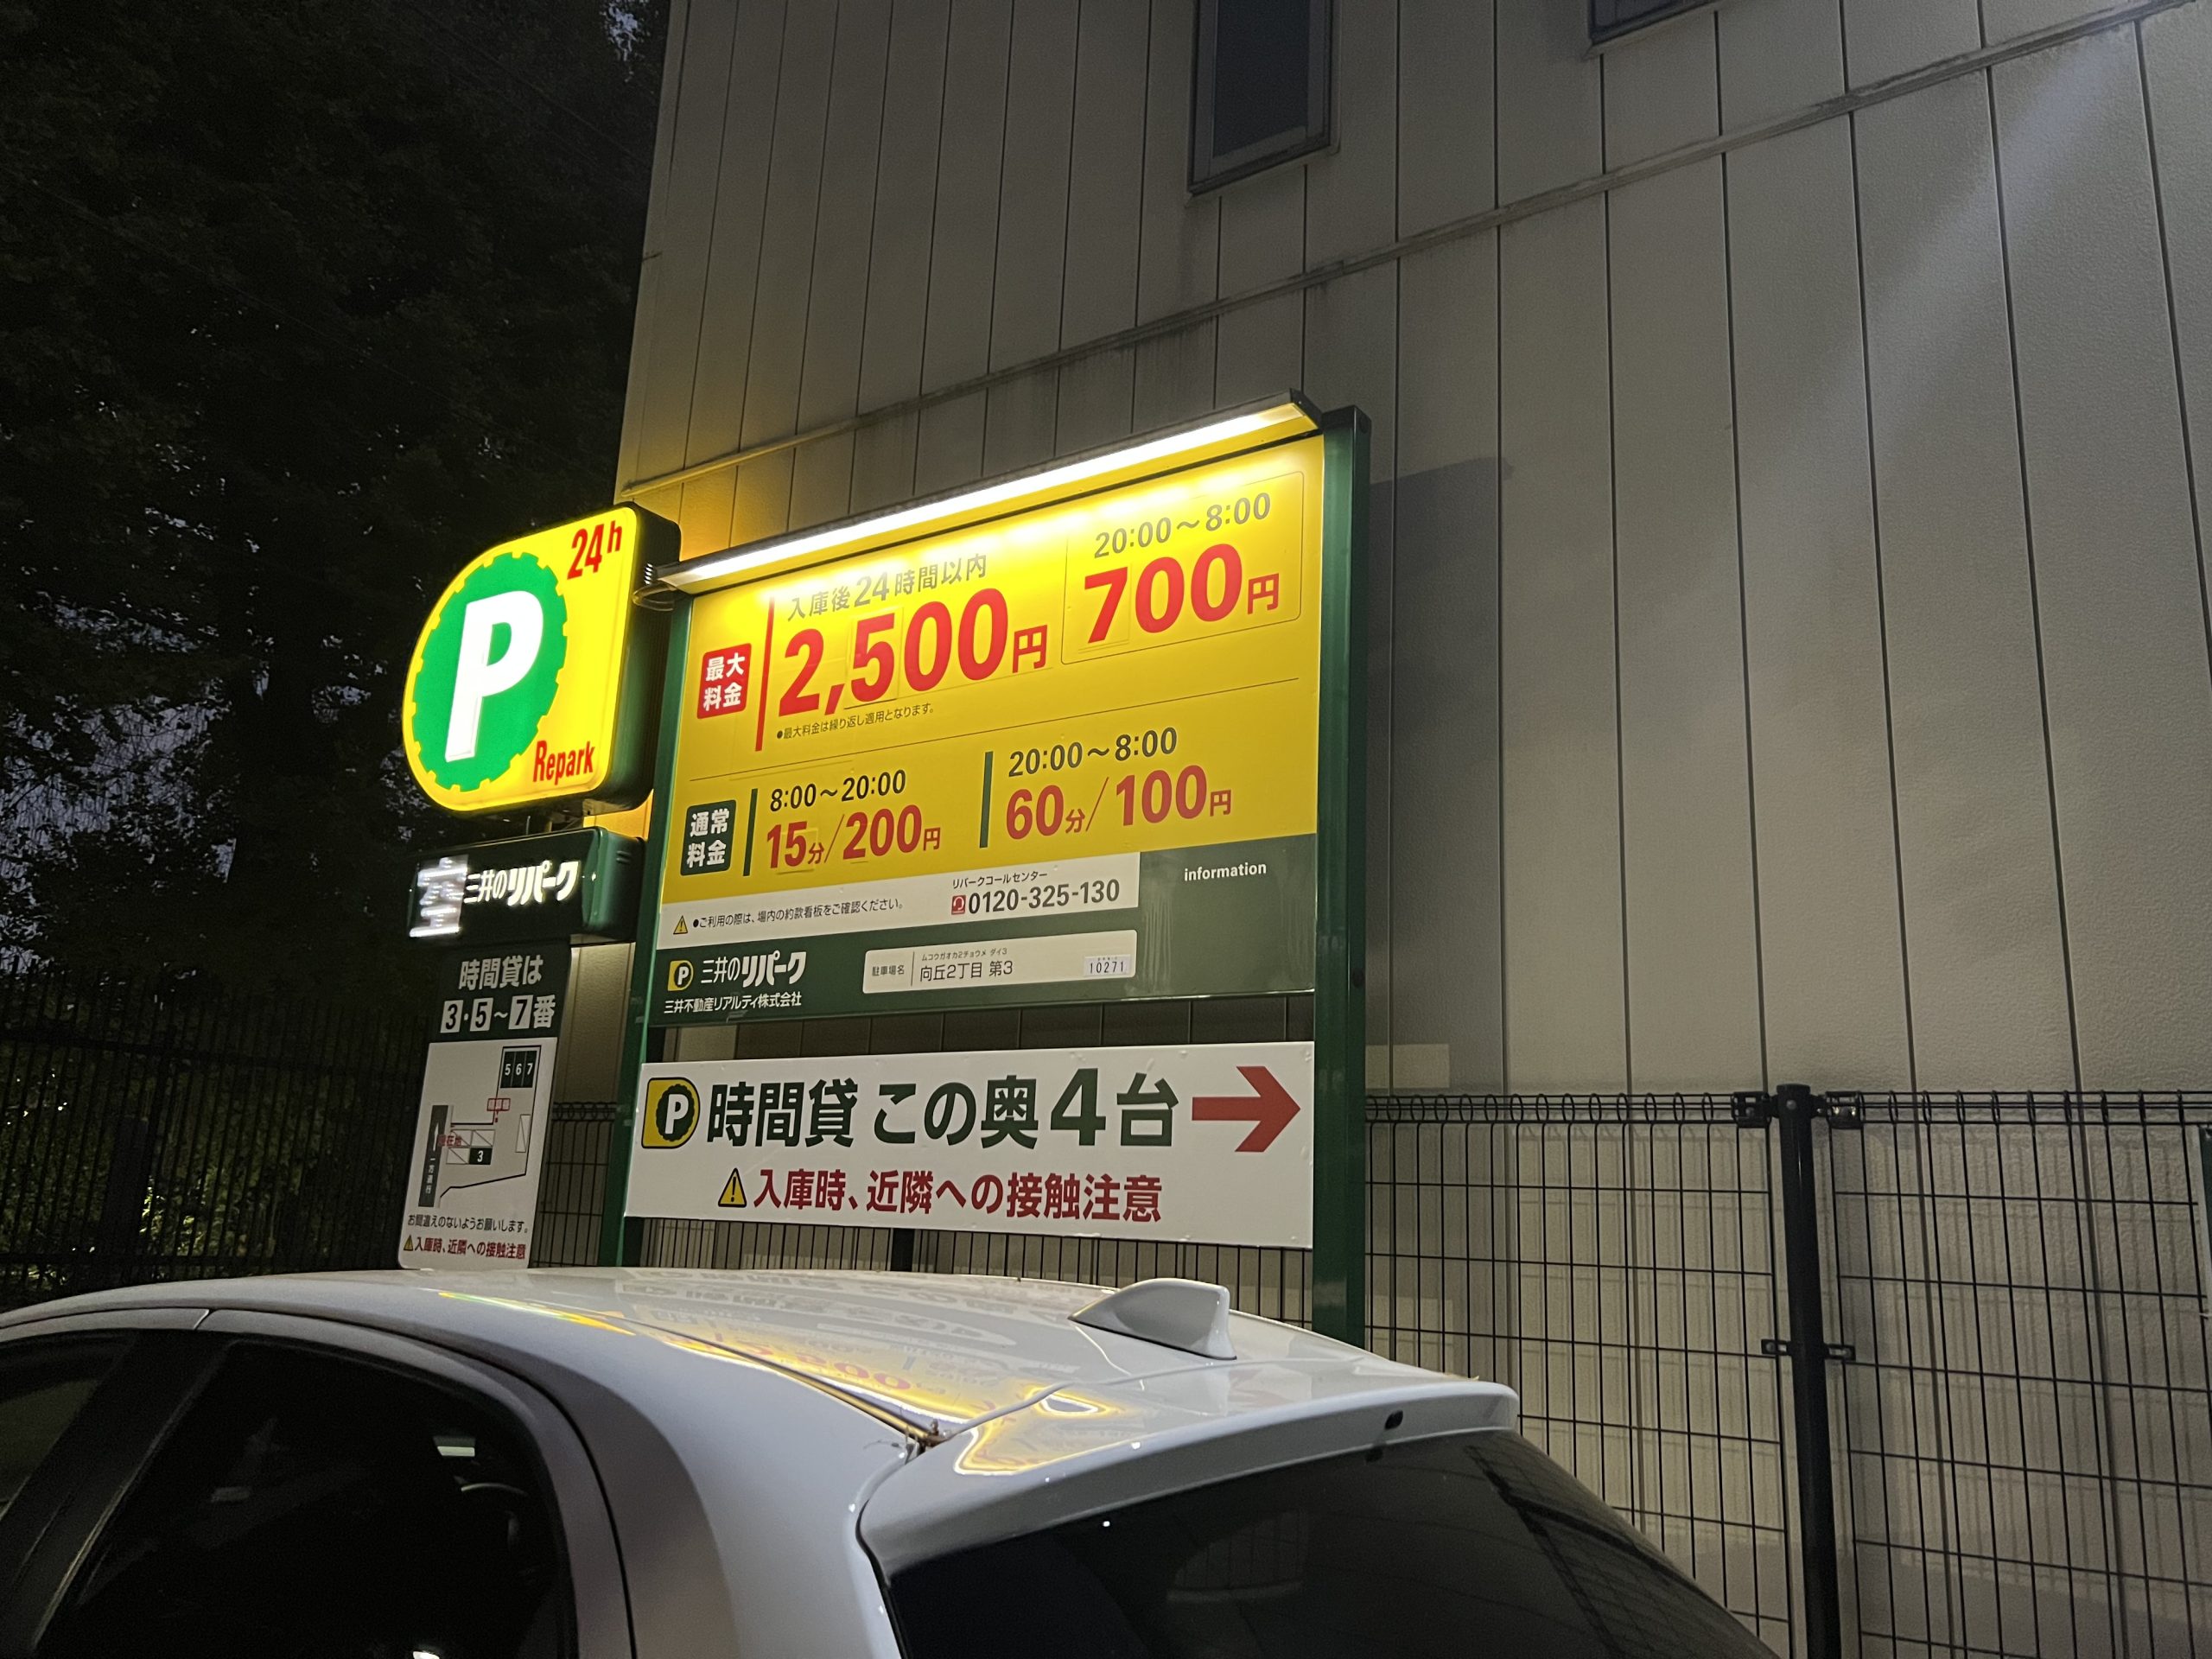 24h
P
Repark
空 三井のリパーク
時間貸は
3・5～7番
5 6 7
3
一方通行
お間違えのないようお願いします。
入庫時、近隣への接触注意
最大料金
入庫後24時間以内
2,500円
20:00～8:00
700円
●最大料金は繰り返し適用となります。
通常料金
8:00～20:00
15分/200円
20:00～8:00
60分/100円
●ご利用の際は、場内の約款看板をご確認ください。
リパークコールセンター
0120-325-130
information
P 三井のリパーク
三井不動産リアルティ株式会社
駐車場名
ムコウガオカ2チョウメ ダイ3
向丘2丁目 第3
10271
P 時間貸 この奥4台
入庫時、近隣への接触注意